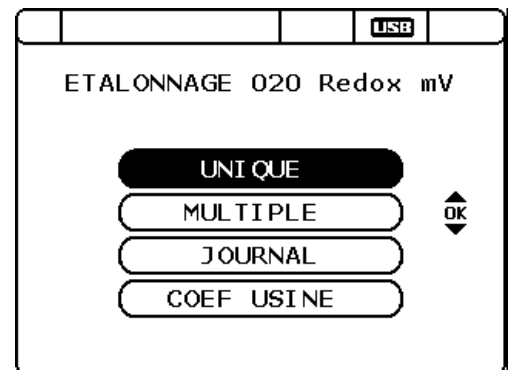 USB
ETALONNAGE 020 Redox mV
UNIQUE
MULTIPLE
OK
JOURNAL
COEF USINE